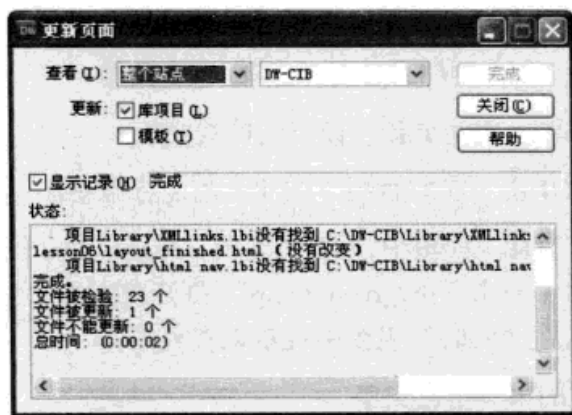 DW 更新页面
查看(I): 整个站点 DW-CIB 完成
更新: ☑ 库项目(L) 关闭(C)
☐ 模板(T) 帮助
☑ 显示记录(H) 完成
状态:
项目Library\XMLlinks.lbi没有找到 C:\DW-CIB\Library\XMLlink
lesson06\layout_finished.html (没有改变)
项目Library\html nav.lbi没有找到 C:\DW-CIB\Library\html nav
完成。
文件被检验: 23 个
文件被更新: 1 个
文件不能更新: 0 个
总时间: (0:00:02)